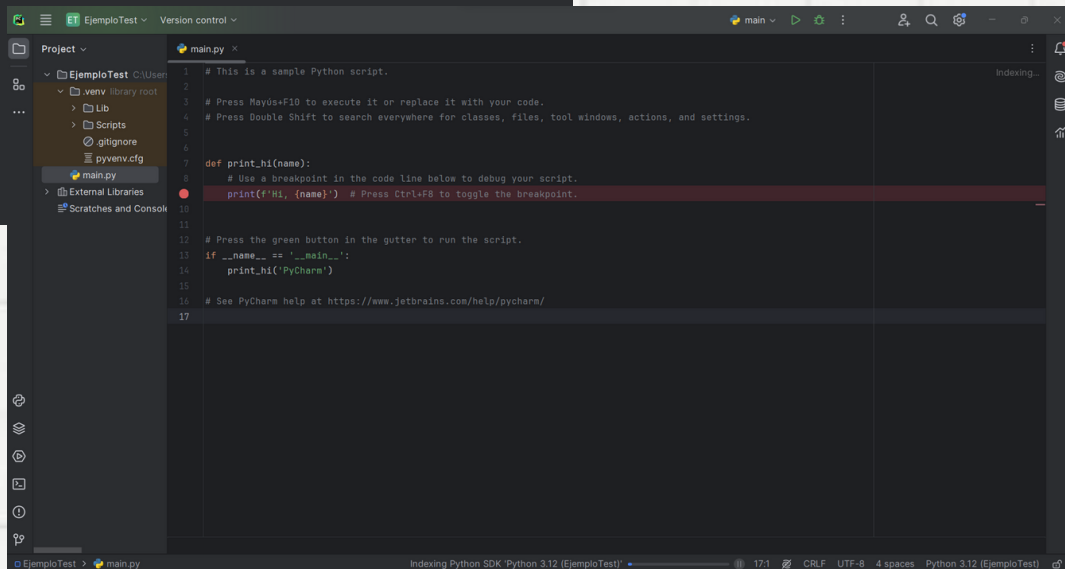 ET EjemploTest Version control main
Project
main.py
EjemploTest C:\User
.venv library root
Lib
Scripts
.gitignore
pyvenv.cfg
main.py
External Libraries
Scratches and Console
Indexing...
1 # This is a sample Python script.
2
3 # Press Mayús+F10 to execute it or replace it with your code.
4 # Press Double Shift to search everywhere for classes, files, tool windows, actions, and settings.
5
6
7 def print_hi(name):
8 # Use a breakpoint in the code line below to debug your script.
print(f'Hi, {name}') # Press Ctrl+F8 to toggle the breakpoint.
10
11
12 # Press the green button in the gutter to run the script.
13 if __name__ == '__main__':
14 print_hi('PyCharm')
15
16 # See PyCharm help at https://www.jetbrains.com/help/pycharm/
17
EjemploTest > main.py Indexing Python SDK 'Python 3.12 (EjemploTest)' 17:1 CRLF UTF-8 4 spaces Python 3.12 (EjemploTest)